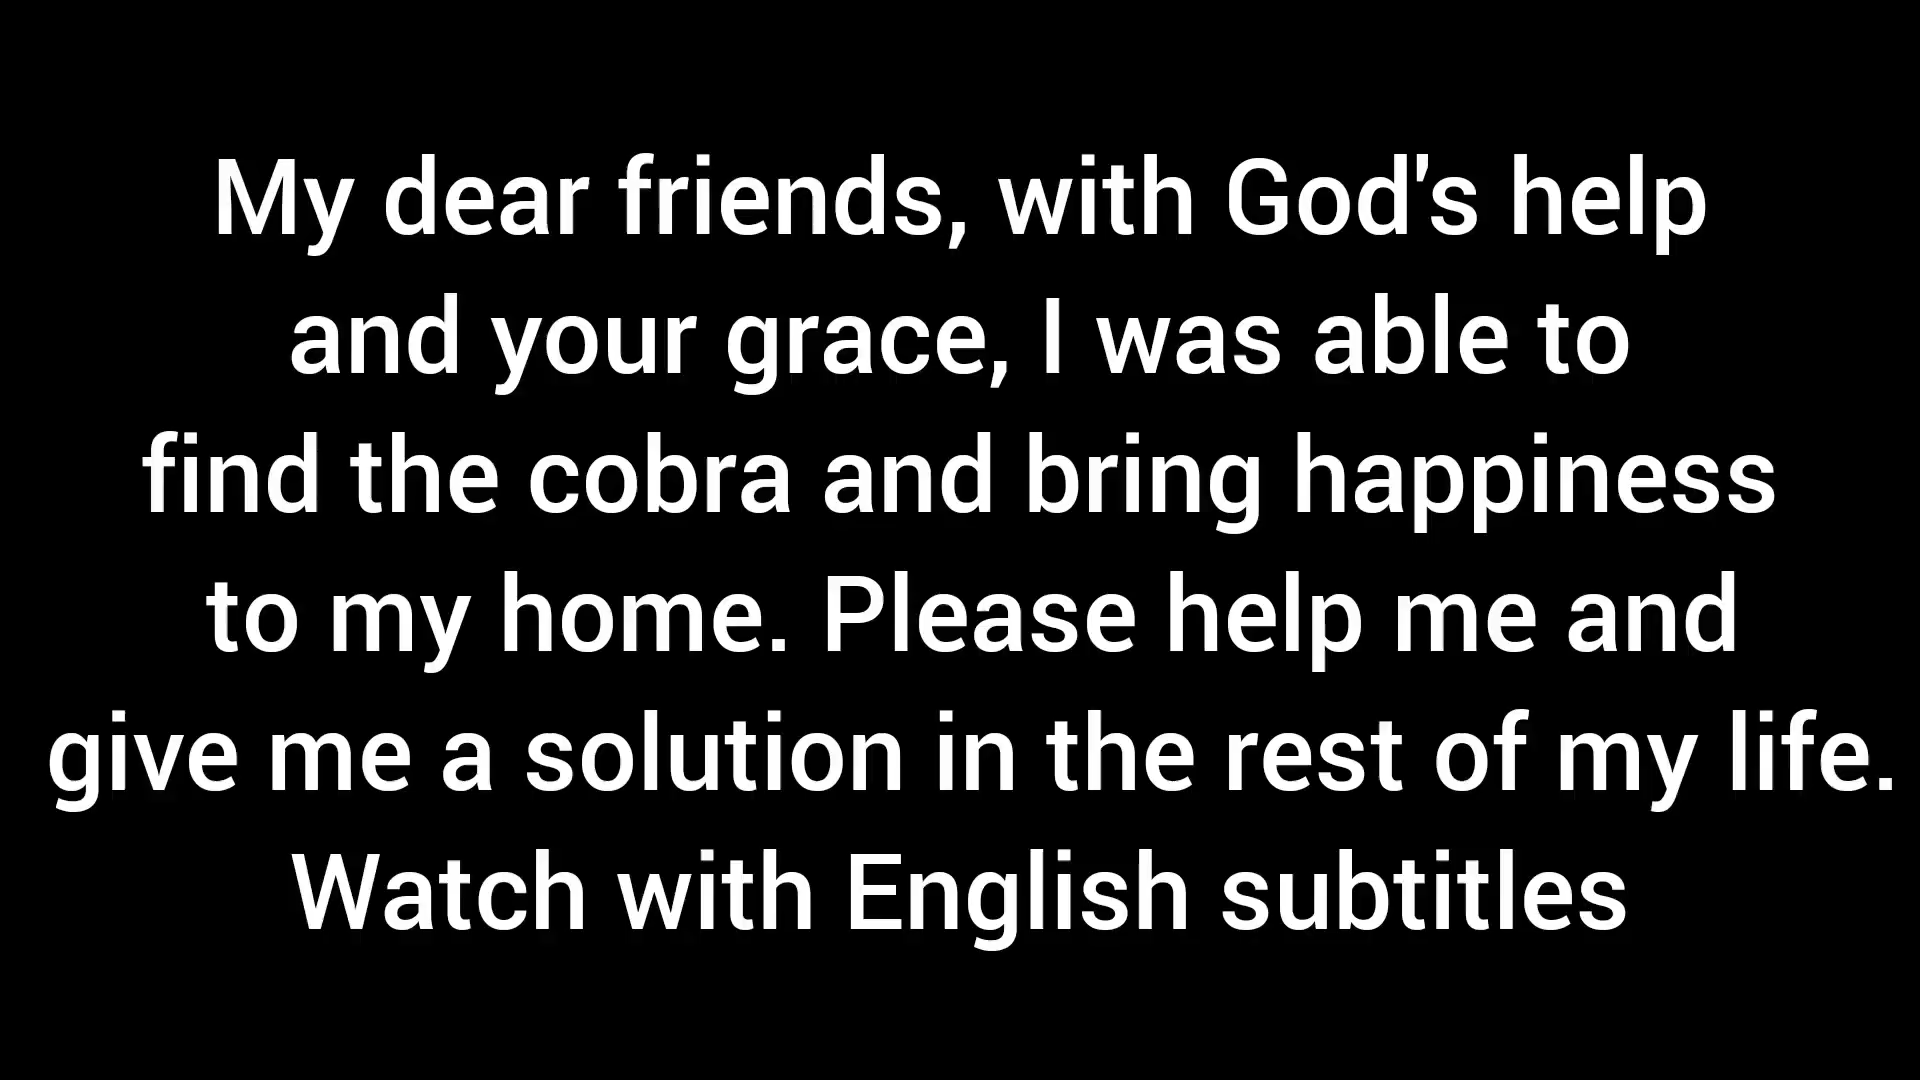 My dear friends, with God's help
and your grace, I was able to
find the cobra and bring happiness
to my home. Please help me and
give me a solution in the rest of my life.
Watch with English subtitles